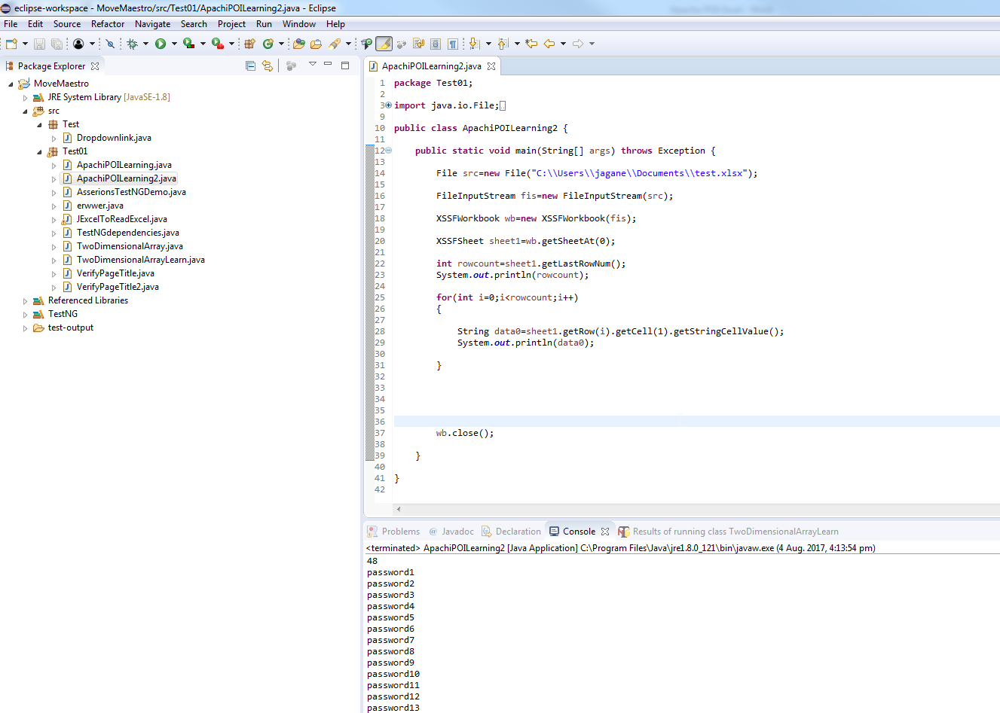 eclipse-workspace - MoveMaestro/src/Test01/ApachiPOILearning2.java - Eclipse
File Edit Source Refactor Navigate Search Project Run Window Help
Package Explorer
MoveMaestro
JRE System Library [JavaSE-1.8]
src
Test
Dropdownlink.java
Test01
ApachiPOILearning.java
ApachiPOILearning2.java
AsserionsTestNGDemo.java
erwwer.java
JExcelToReadExcel.java
TestNGdependencies.java
TwoDimensionalArray.java
TwoDimensionalArrayLearn.java
VerifyPageTitle.java
VerifyPageTitle2.java
Referenced Libraries
TestNG
test-output
ApachiPOILearning2.java
1 package Test01;
2
3 import java.io.File;
9
10 public class ApachiPOILearning2 {
11
12 public static void main(String[] args) throws Exception {
13
14 File src=new File("C:\\Users\\jagane\\Documents\\test.xlsx");
15
16 FileInputStream fis=new FileInputStream(src);
17
18 XSSFWorkbook wb=new XSSFWorkbook(fis);
19
20 XSSFSheet sheet1=wb.getSheetAt(0);
21
22 int rowcount=sheet1.getLastRowNum();
23 System.out.println(rowcount);
24
25 for(int i=0;i<rowcount;i++)
26 {
27
28 String data0=sheet1.getRow(i).getCell(1).getStringCellValue();
29 System.out.println(data0);
30
31 }
32
33
34
35
36
37 wb.close();
38
39 }
40
41 }
42
Problems @ Javadoc Declaration Console Results of running class TwoDimensionalArrayLearn
<terminated> ApachiPOILearning2 [Java Application] C:\Program Files\Java\jre1.8.0_121\bin\javaw.exe (4 Aug. 2017, 4:13:54 pm)
48
password1
password2
password3
password4
password5
password6
password7
password8
password9
password10
password11
password12
password13